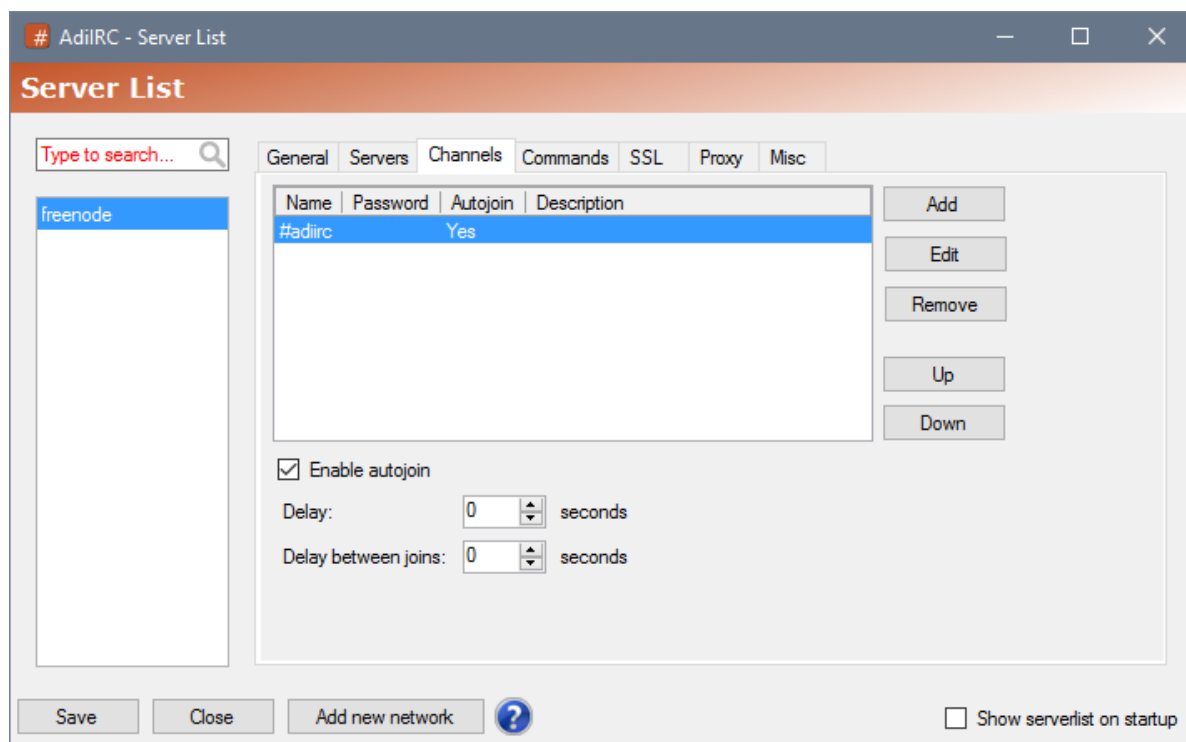 # AdiIRC - Server List
Server List
Type to search...
General Servers Channels Commands SSL Proxy Misc
freenode
Name Password Autojoin Description
#adiirc Yes
Add
Edit
Remove
Up
Down
Enable autojoin
Delay: 0 seconds
Delay between joins: 0 seconds
Save Close Add new network ? Show serverlist on startup